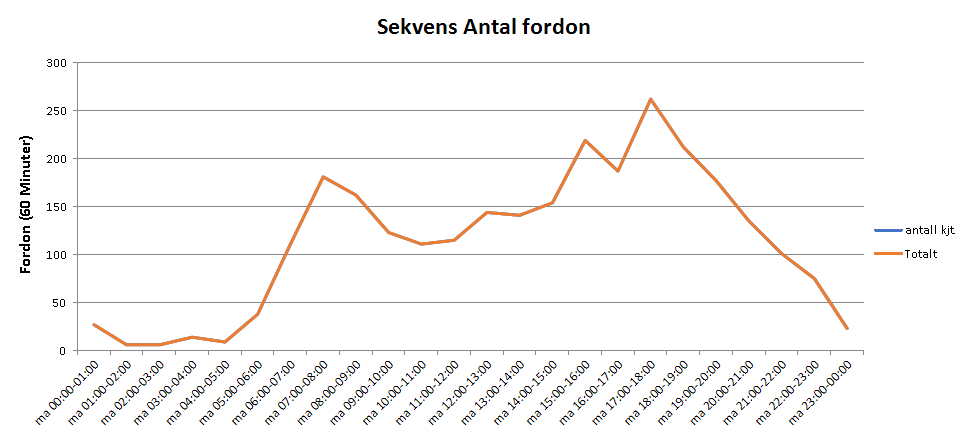 Sekvens Antal fordon
Fordon (60 Minuter)
300
250
200
150
100
50
0
antall kjt
Totalt
ma 00:00-01:00
ma 01:00-02:00
ma 02:00-03:00
ma 03:00-04:00
ma 04:00-05:00
ma 05:00-06:00
ma 06:00-07:00
ma 07:00-08:00
ma 08:00-09:00
ma 09:00-10:00
ma 10:00-11:00
ma 11:00-12:00
ma 12:00-13:00
ma 13:00-14:00
ma 14:00-15:00
ma 15:00-16:00
ma 16:00-17:00
ma 17:00-18:00
ma 18:00-19:00
ma 19:00-20:00
ma 20:00-21:00
ma 21:00-22:00
ma 22:00-23:00
ma 23:00-00:00